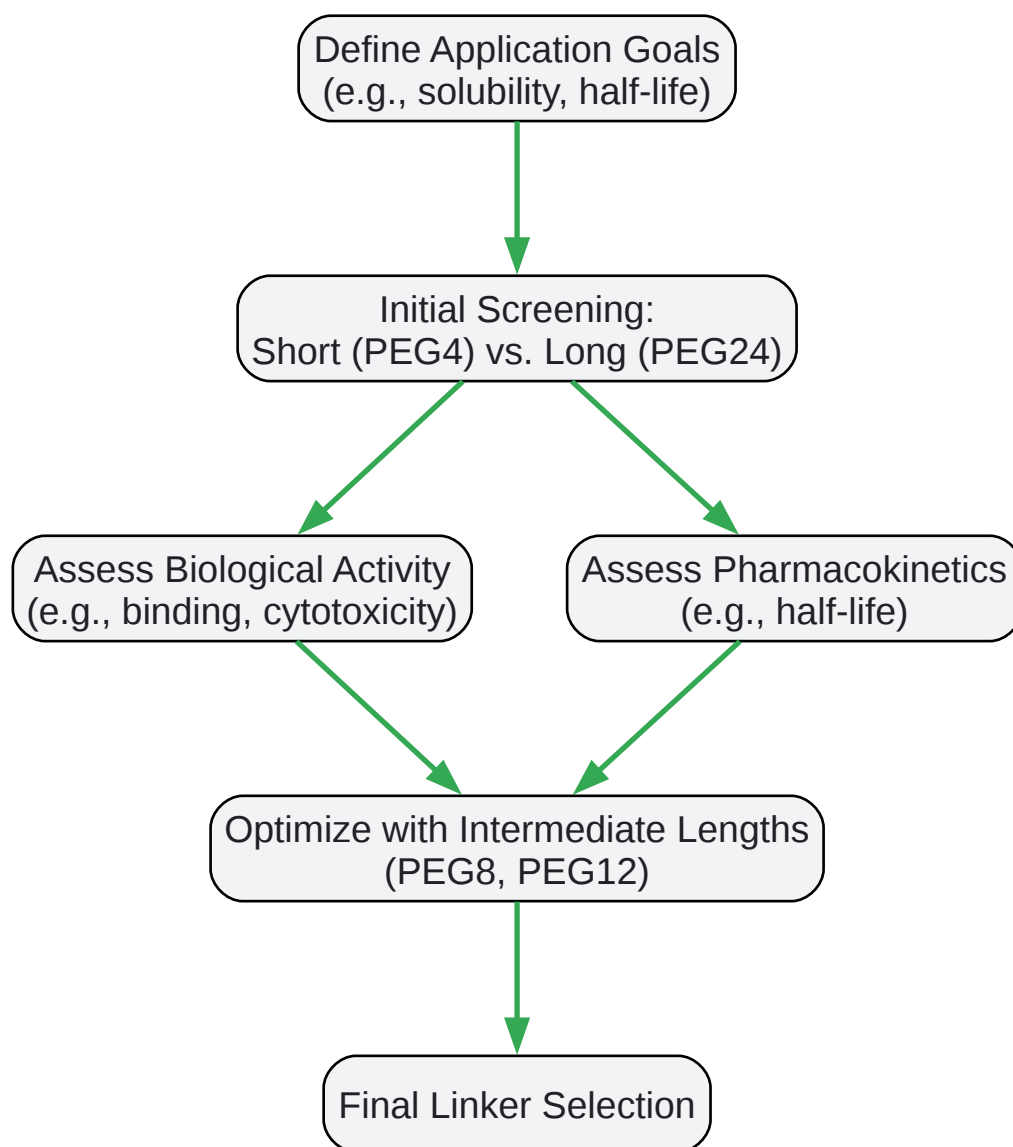 Define Application Goals
(e.g., solubility, half-life)
Initial Screening:
Short (PEG4) vs. Long (PEG24)
Assess Biological Activity
(e.g., binding, cytotoxicity)
Assess Pharmacokinetics
(e.g., half-life)
Optimize with Intermediate Lengths
(PEG8, PEG12)
Final Linker Selection